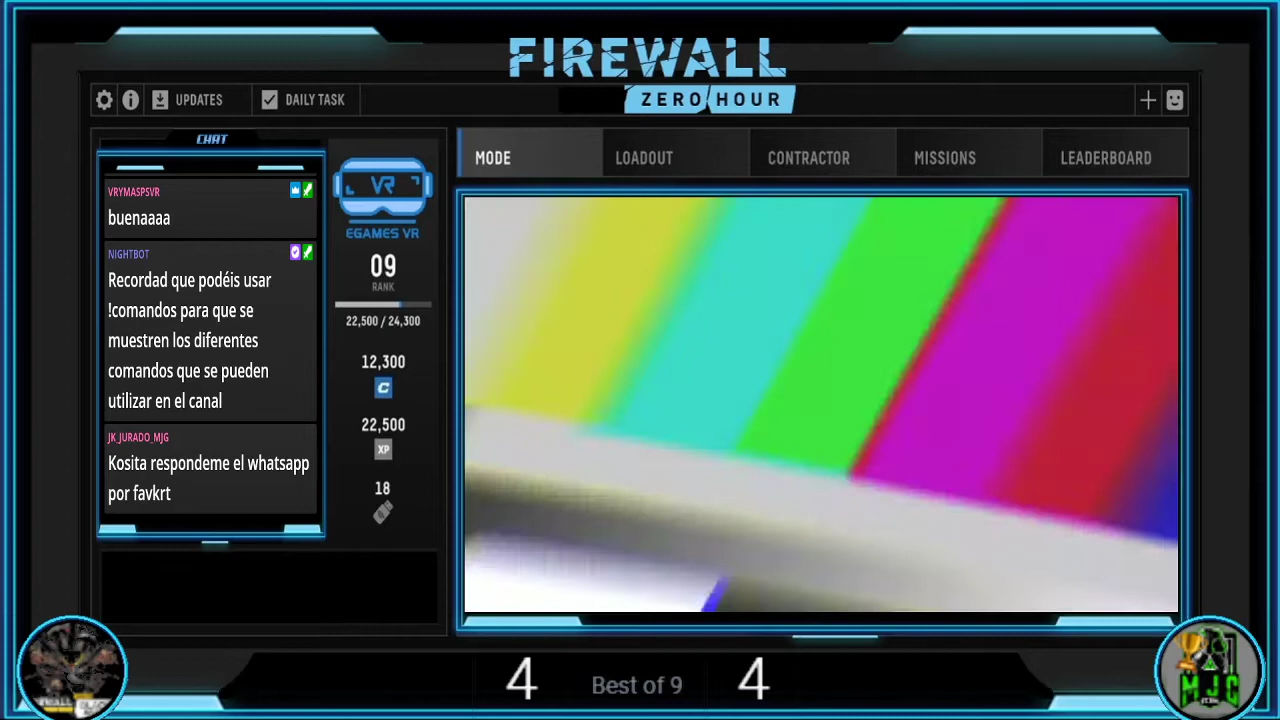 FIREWALL
ZERO HOUR
UPDATES
DAILY TASK
CHAT
VRYMASPSVR
buenaaaa
NIGHTBOT
Recordad que podéis usar
!comandos para que se
muestren los diferentes
comandos que se pueden
utilizar en el canal
JK_JURADO_MJG
Kosita respondeme el whatsapp
por favkrt
VR
EGAMES VR
09
RANK
22,500 / 24,300
12,300
C
22,500
XP
18
MODE
LOADOUT
CONTRACTOR
MISSIONS
LEADERBOARD
4
Best of 9
4